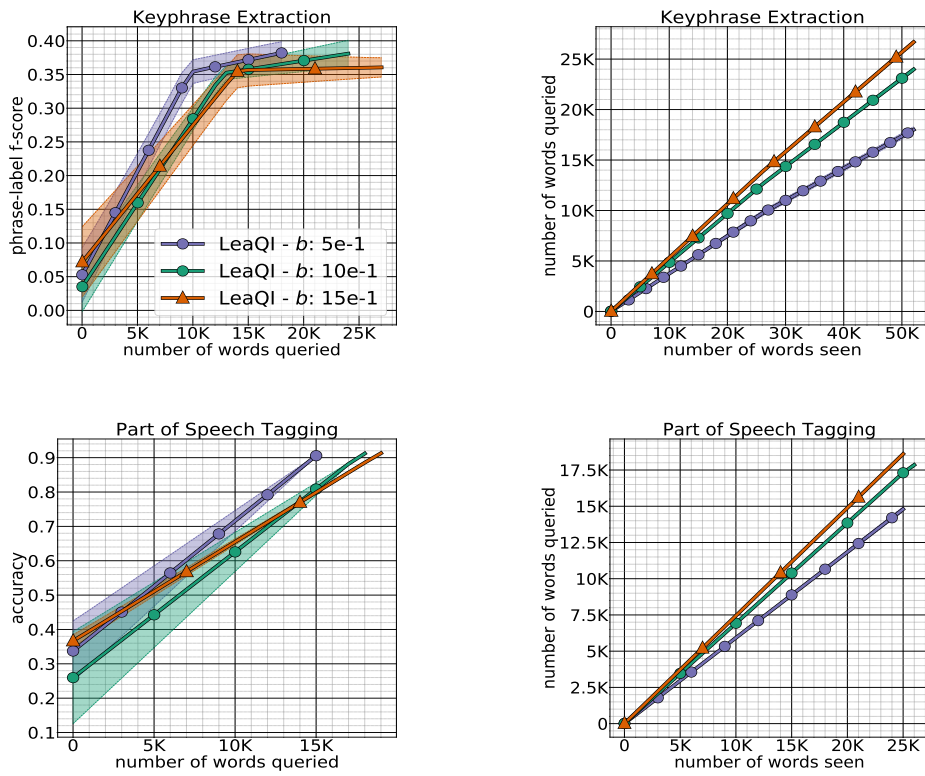 Keyphrase Extraction
phrase-label f-score
0.40
0.35
0.30
0.25
0.20
0.15
0.10
0.05
0.00
LeaQI - b: 5e-1
LeaQI - b: 10e-1
LeaQI - b: 15e-1
0 5K 10K 15K 20K 25K
number of words queried
Keyphrase Extraction
number of words queried
25K
20K
15K
10K
5K
0
0 10K 20K 30K 40K 50K
number of words seen
Part of Speech Tagging
accuracy
0.9
0.8
0.7
0.6
0.5
0.4
0.3
0.2
0.1
0 5K 10K 15K
number of words queried
Part of Speech Tagging
number of words queried
17.5K
15K
12.5K
10K
7.5K
5K
2.5K
0
0 5K 10K 15K 20K 25K
number of words seen